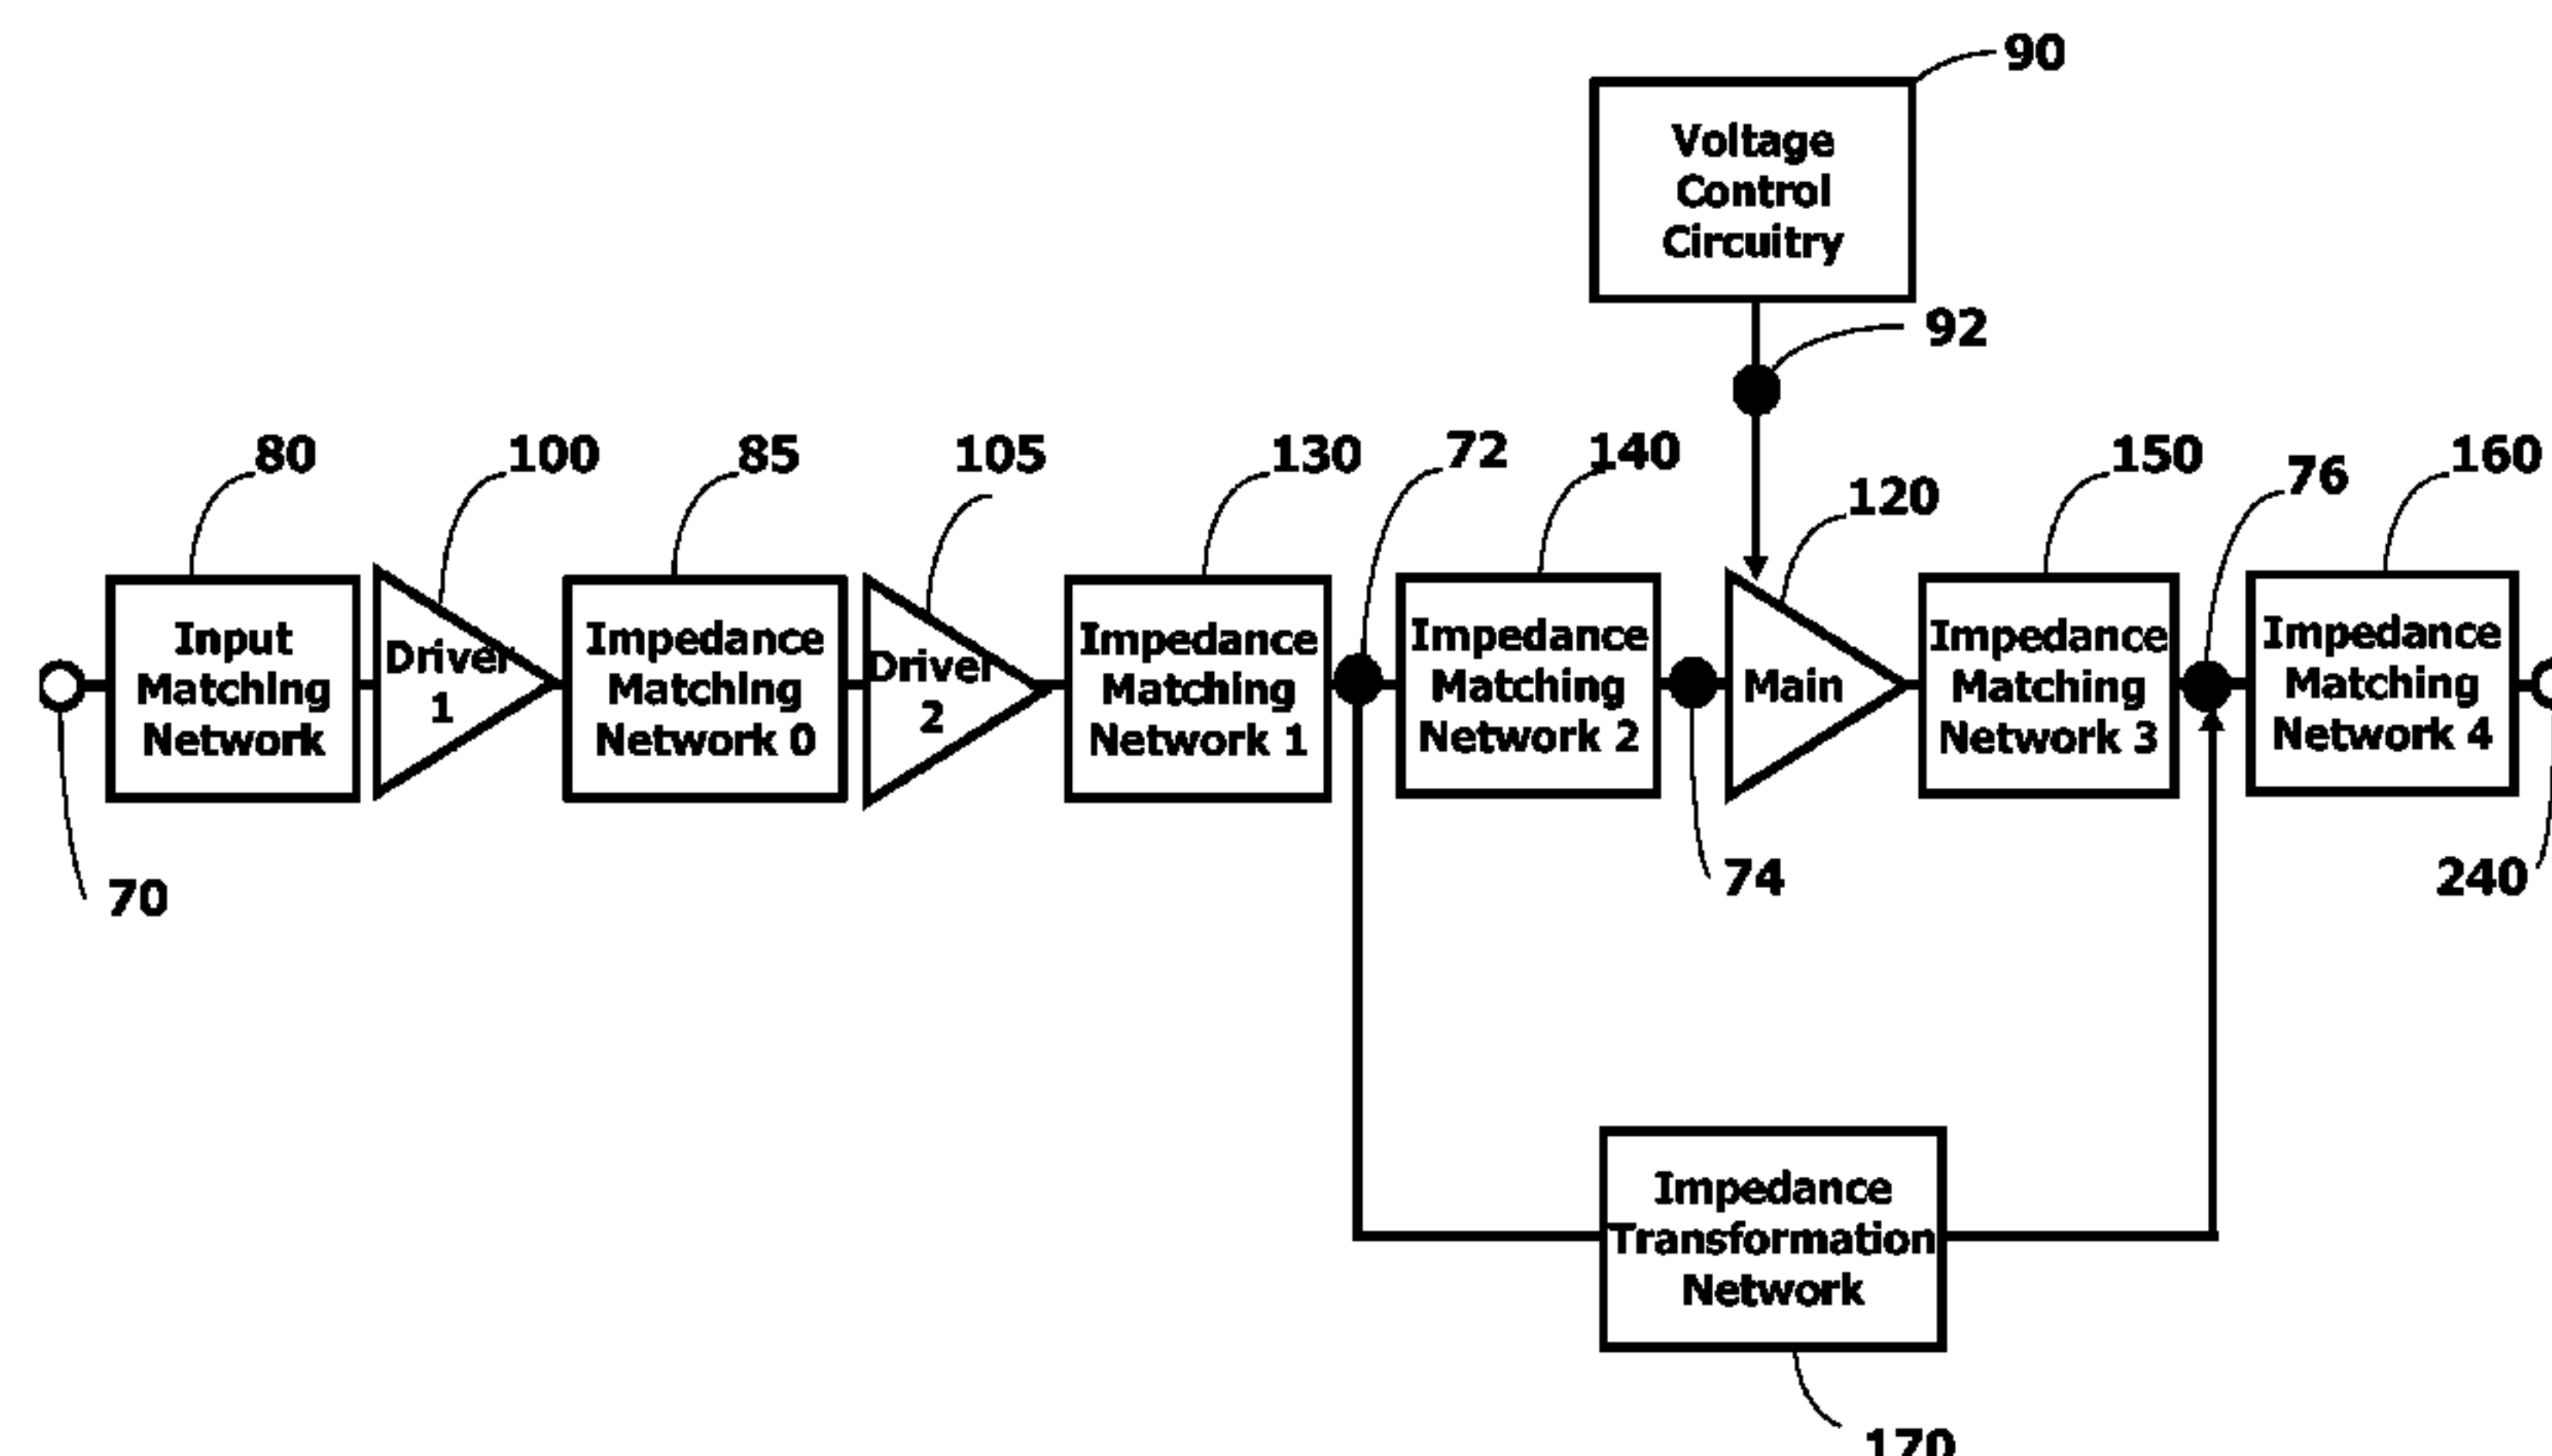 90
Voltage
Control
Circuitry
92
80
100
85
105
130
72
140
120
150
76
160
Input
Matching
Network
Driver
1
Impedance
Matching
Network 0
Driver
2
Impedance
Matching
Network 1
Impedance
Matching
Network 2
Main
Impedance
Matching
Network 3
Impedance
Matching
Network 4
70
74
240
Impedance
Transformation
Network
170